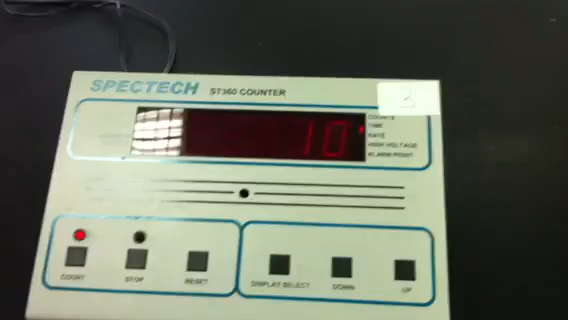 SPECTECH ST360 COUNTER
2
COUNTS
TIME
RATE
HIGH VOLTAGE
ALARM POINT
10
COUNT STOP RESET DISPLAY SELECT DOWN UP